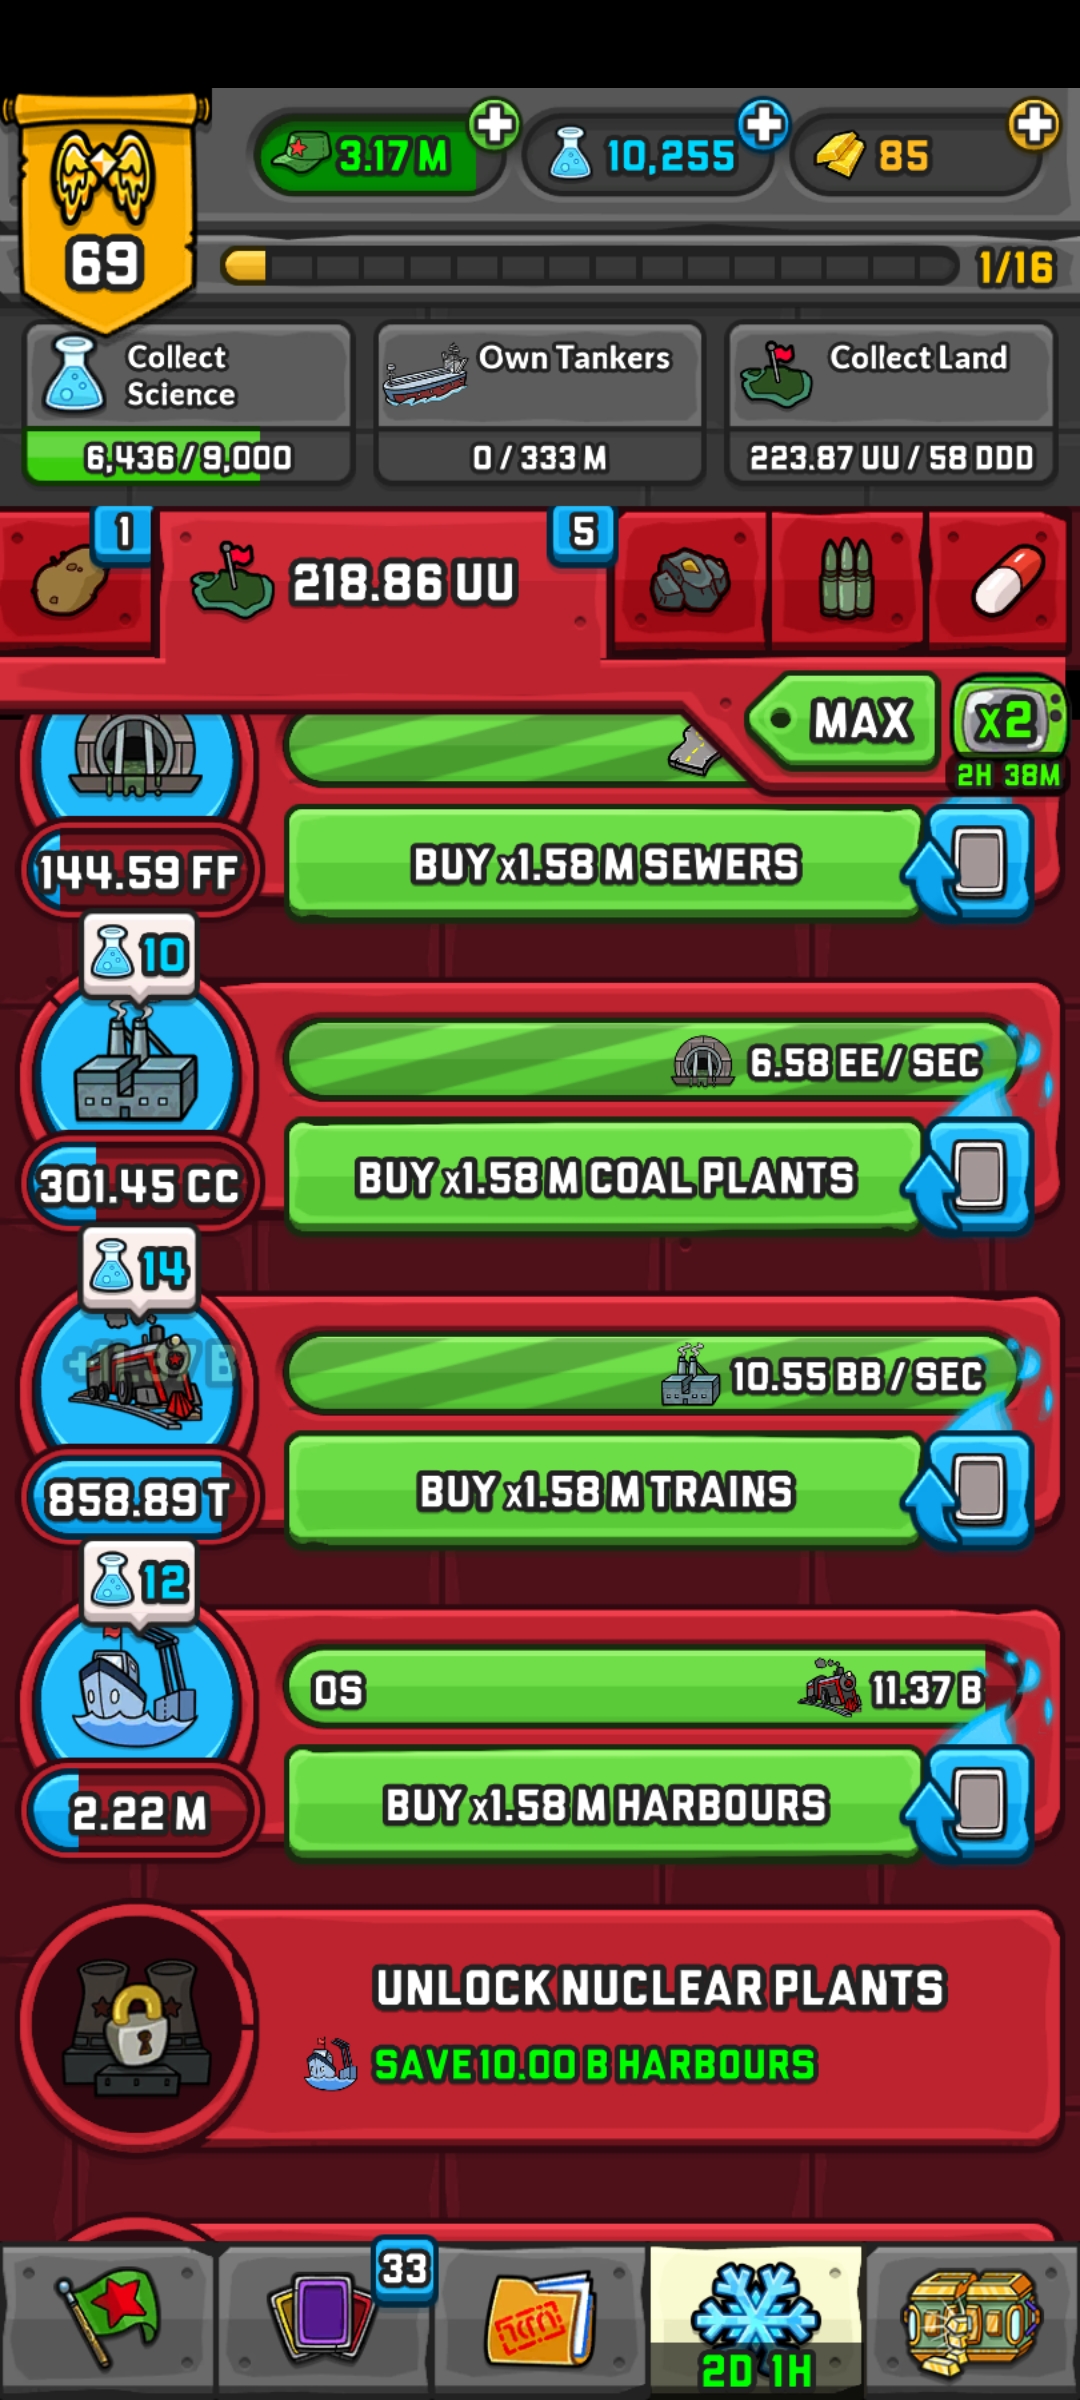 3.17 M
10,255
85
69
1/16
Collect
Science
6,436 / 9,000
Own Tankers
0 / 333 M
Collect Land
223.87 UU / 58 DDD
1
218.86 UU
5
MAX
x2
2H 38M
144.59 FF
BUY x1.58 M SEWERS
10
6.58 EE / SEC
301.45 CC
BUY x1.58 M COAL PLANTS
14
10.55 BB / SEC
858.89 T
BUY x1.58 M TRAINS
12
0S
11.37 B
2.22 M
BUY x1.58 M HARBOURS
UNLOCK NUCLEAR PLANTS
SAVE 10.00 B HARBOURS
33
2D 1H